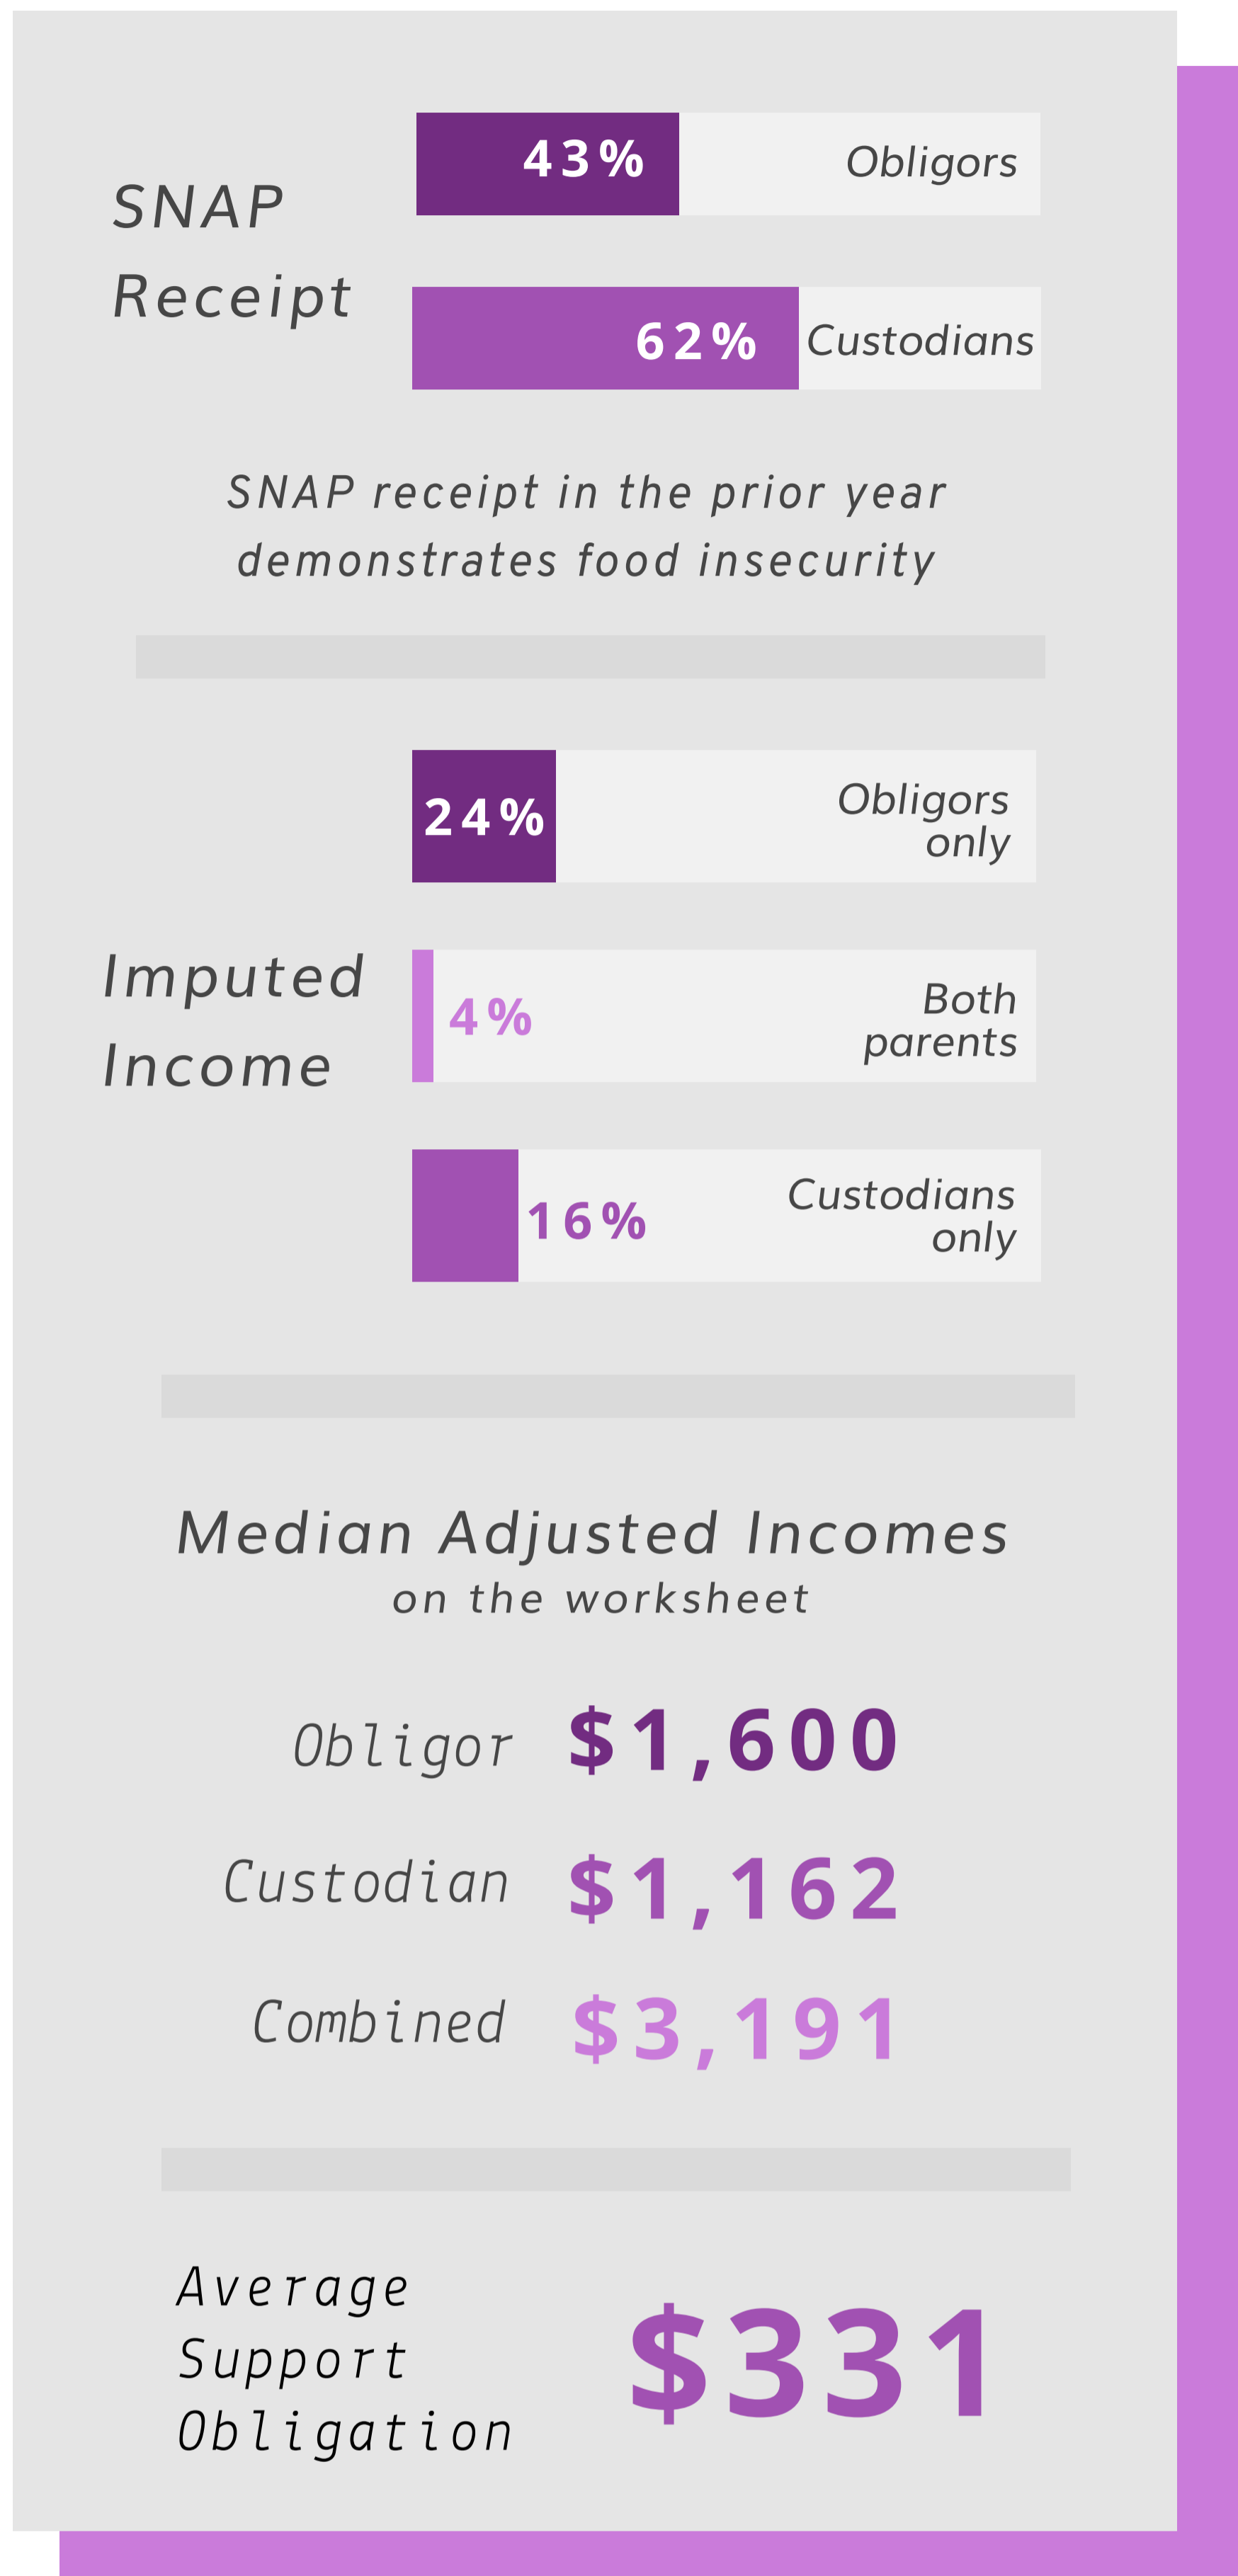 SNAP
Receipt
43%
Obligors
62%
Custodians
SNAP receipt in the prior year
demonstrates food insecurity
Imputed
Income
24%
Obligors
only
4%
Both
parents
16%
Custodians
only
Median Adjusted Incomes
on the worksheet
Obligor $1,600
Custodian $1,162
Combined $3,191
Average
Support
Obligation
$331